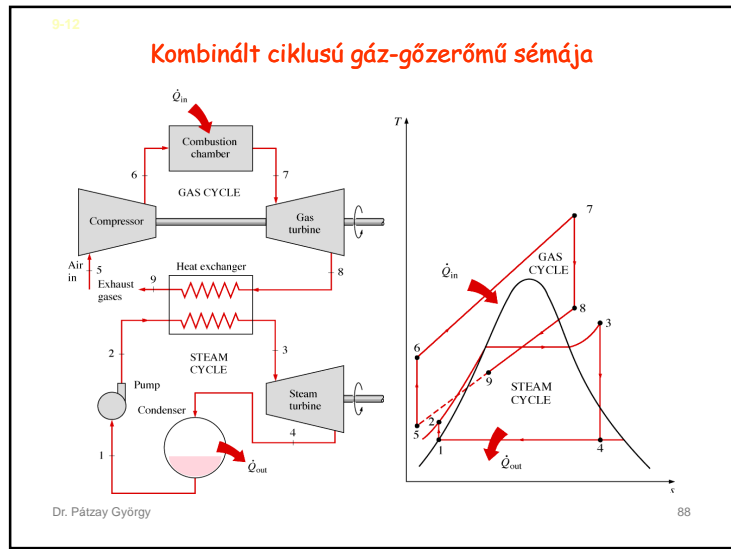 9-12
Kombinált ciklusú gáz-gőzerőmű sémája
Q̇in
Combustion
chamber
6
7
GAS CYCLE
Compressor
Gas
turbine
Air
in
5
Exhaust
gases
9
Heat exchanger
8
2
STEAM
CYCLE
3
Pump
Condenser
Steam
turbine
4
1
Q̇out
T
7
GAS
CYCLE
Q̇in
8
3
6
9
STEAM
CYCLE
5
2
1
Q̇out
4
s
Dr. Pátzay György
88